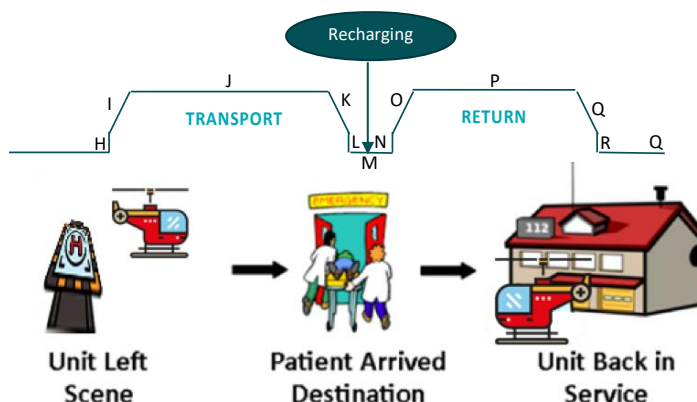 Recharging
J
P
I
K
O
Q
TRANSPORT
RETURN
H
L
N
R
Q
M
EMERGENCY
H
112
Unit Left
Scene
Patient Arrived
Destination
Unit Back in
Service